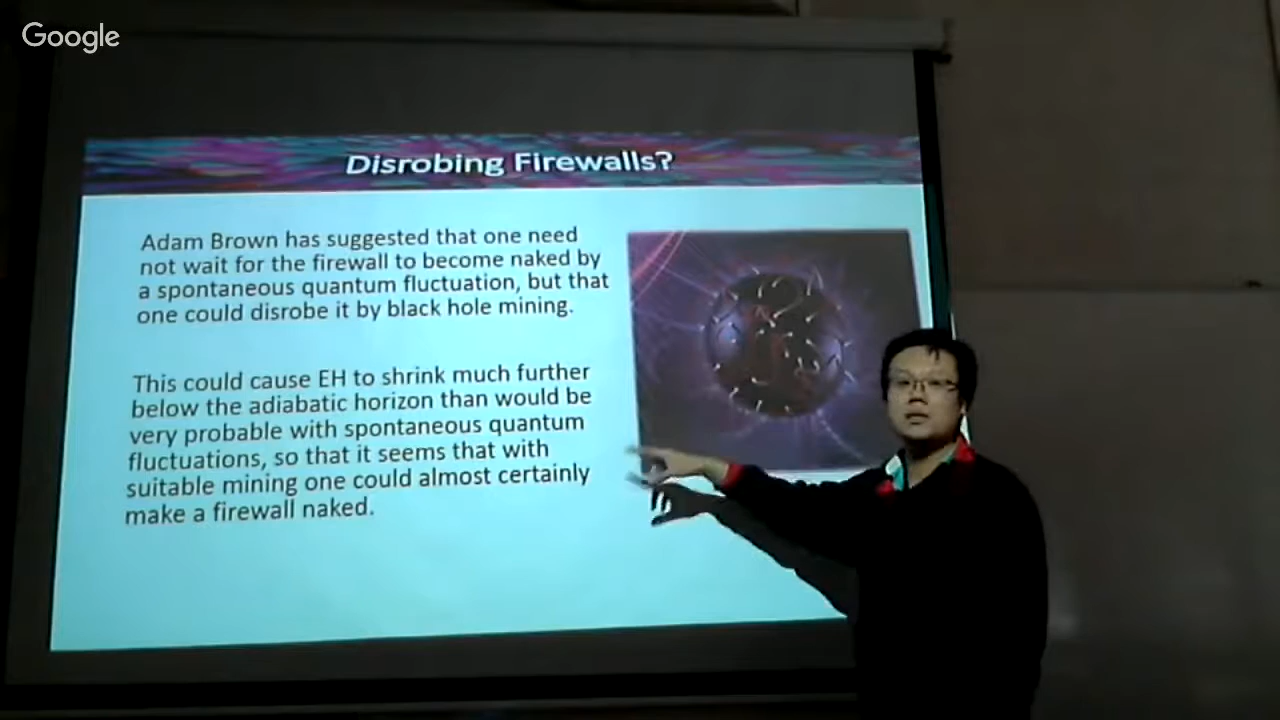 Google
Disrobing Firewalls?
Adam Brown has suggested that one need
not wait for the firewall to become naked by
a spontaneous quantum fluctuation, but that
one could disrobe it by black hole mining.
This could cause EH to shrink much further
below the adiabatic horizon than would be
very probable with spontaneous quantum
fluctuations, so that it seems that with
suitable mining one could almost certainly
make a firewall naked.